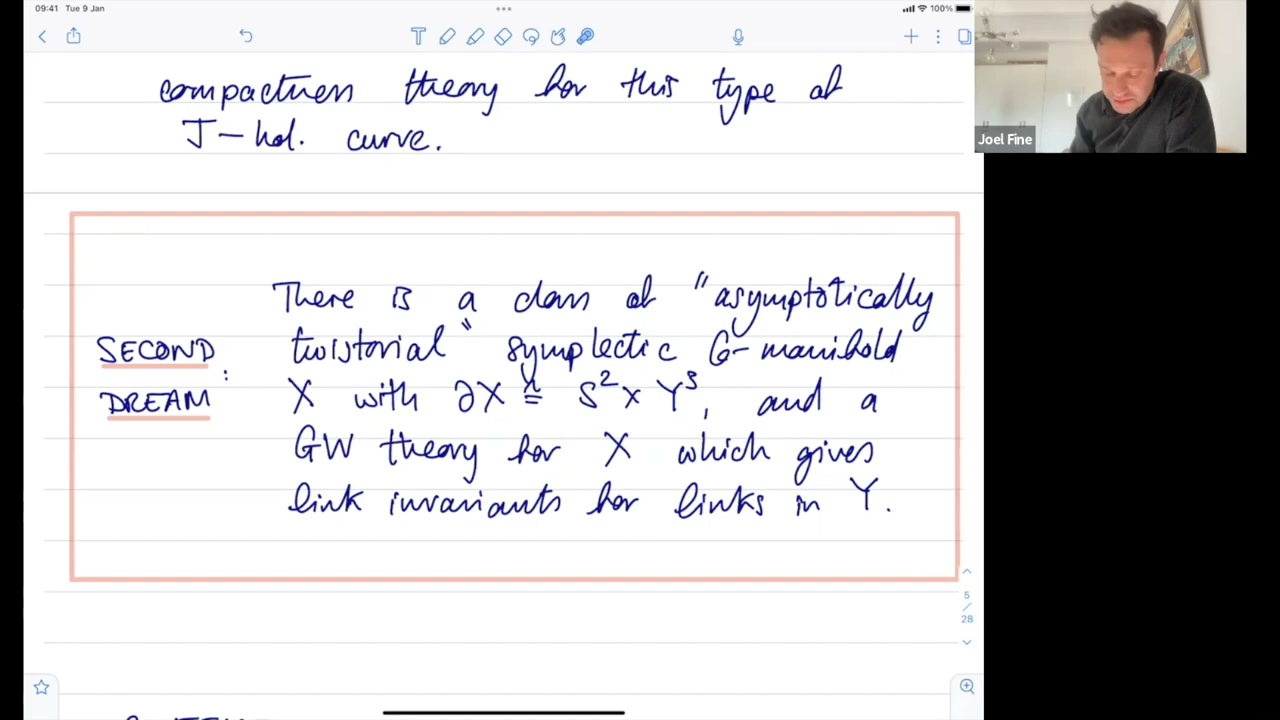 09:41 Tue 9 Jan
100%
compactness theory for this type of
J-hol. curve.
There is a class of "asymptotically
SECOND twistorial" symplectic 6-manifold
DREAM : X with ∂X ≅ S² x Y³, and a
GW theory for X which gives
link invariants for links in Y.
5
/
28
Joel Fine